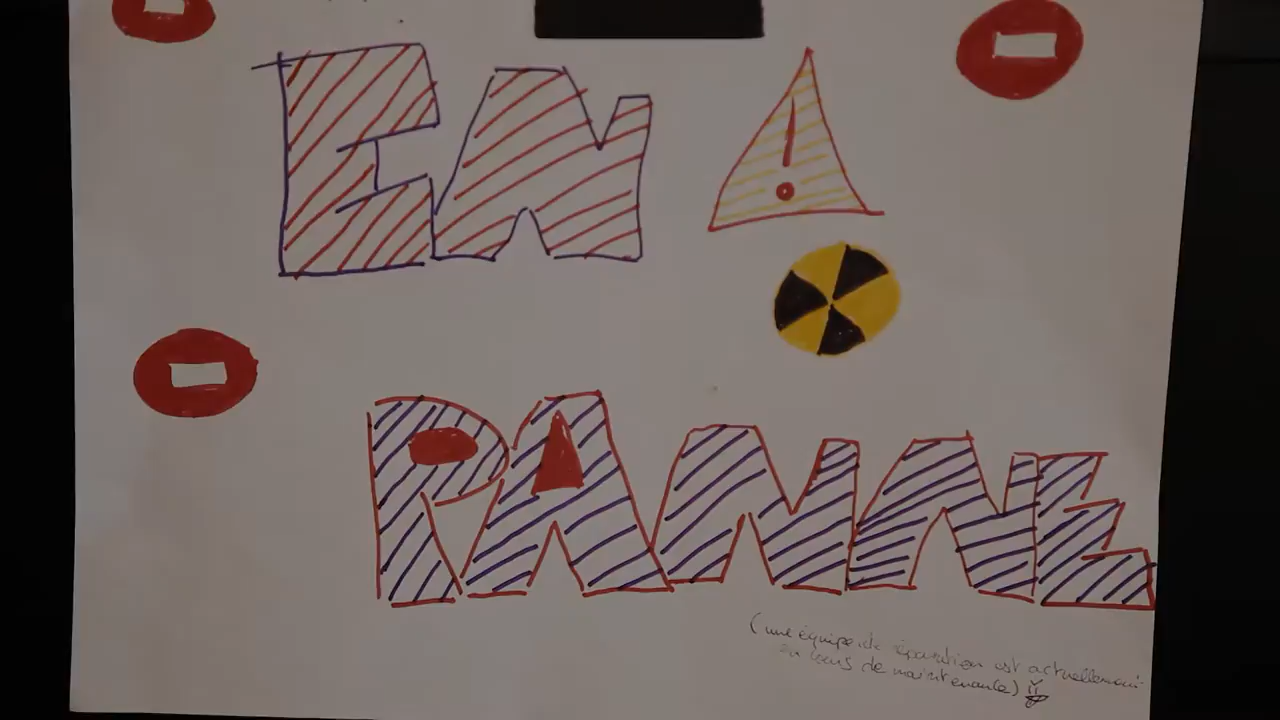 EN
PANNE
(une équipe de réparation est actuellement
en cours de maintenance)